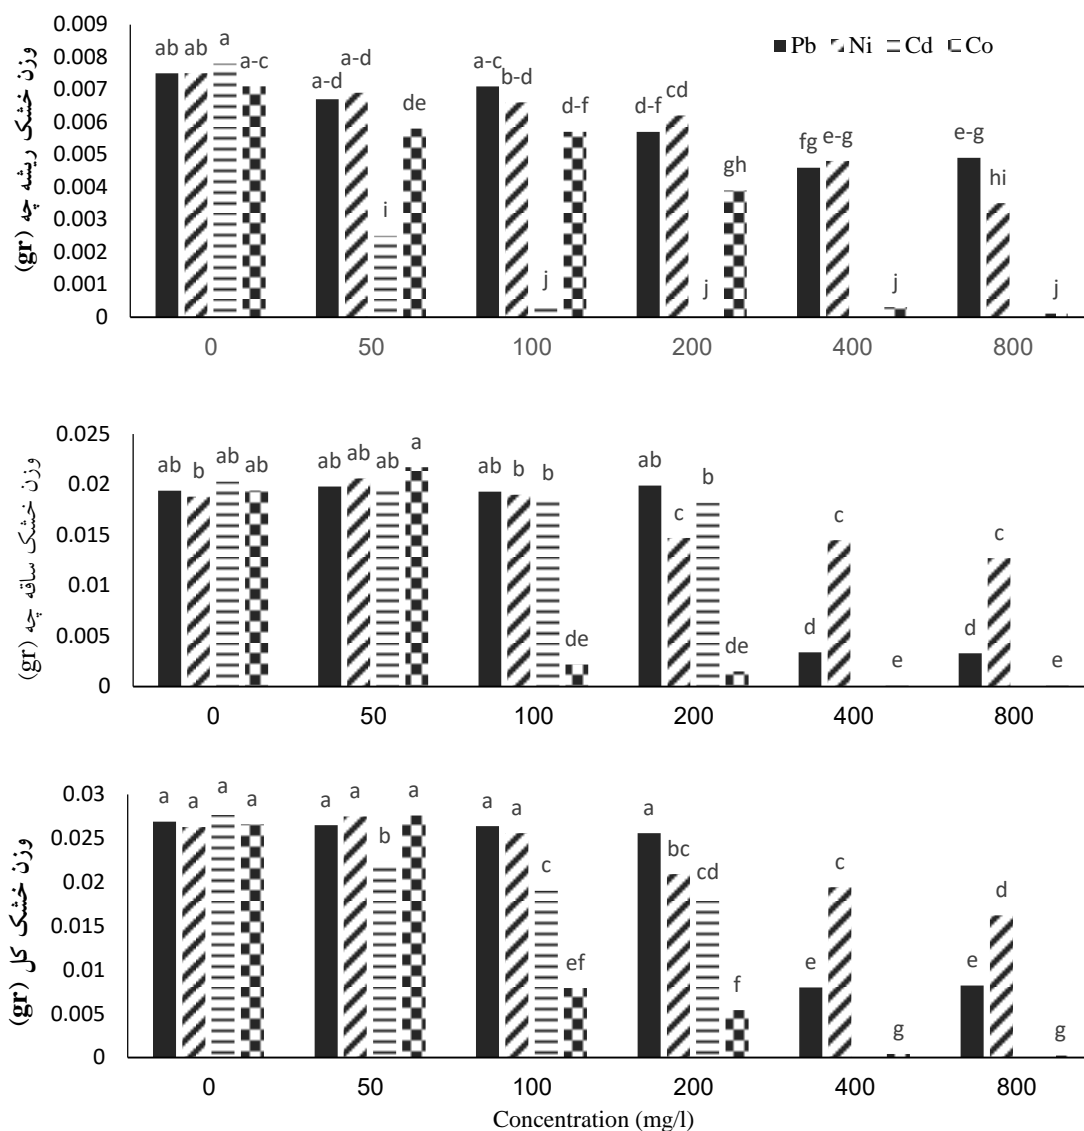 وزن خشک ریشه چه (gr)
0.009
0.008
0.007
0.006
0.005
0.004
0.003
0.002
0.001
0
Pb Ni Cd Co
ab ab a a-c
a-d a-d i de
a-c b-d j d-f
d-f cd j gh
fg e-g j
e-g hi j
0 50 100 200 400 800
وزن خشک ساقه چه (gr)
0.025
0.02
0.015
0.01
0.005
0
ab b ab ab
ab ab ab a
ab b b de
ab c b de
d c e
d c e
0 50 100 200 400 800
وزن خشک کل (gr)
0.03
0.025
0.02
0.015
0.01
0.005
0
a a a a
a a b a
a a c ef
a bc cd f
e c g
e d g
0 50 100 200 400 800
Concentration (mg/l)